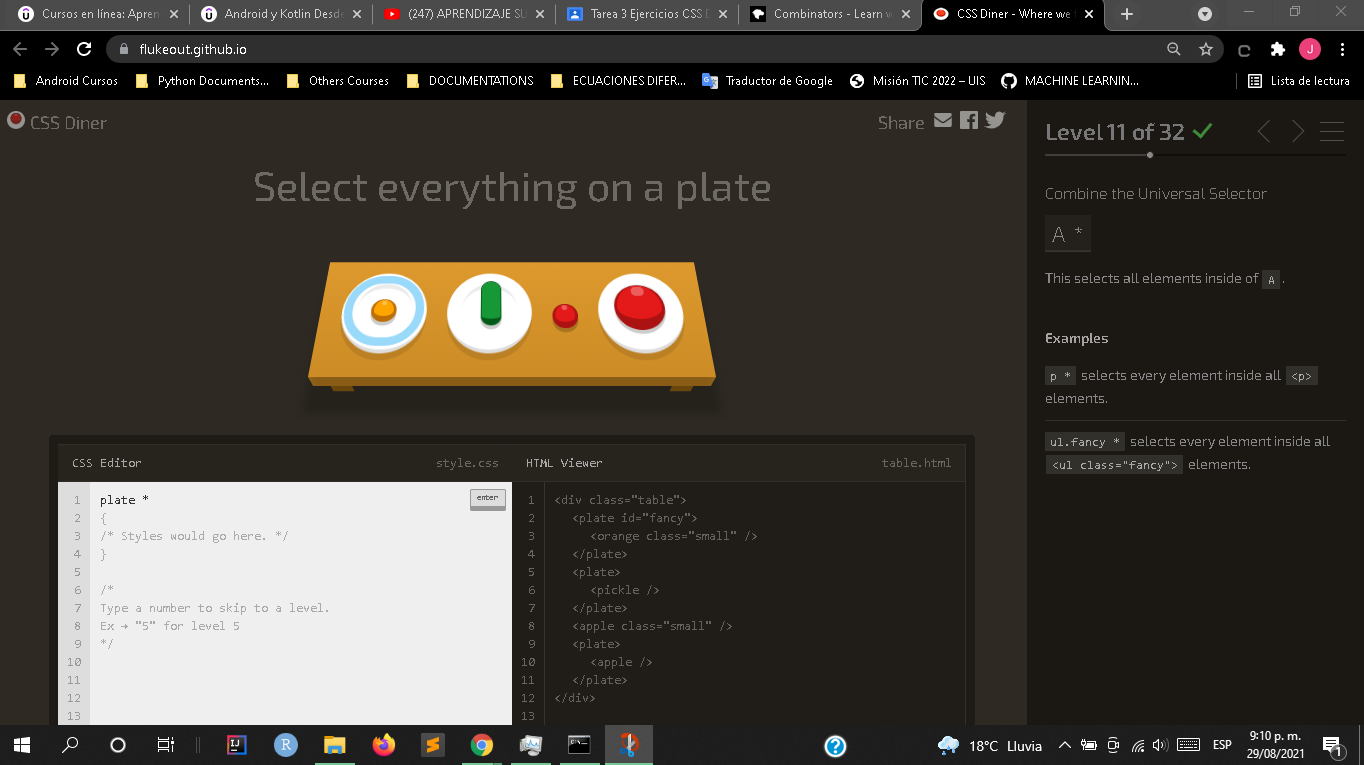 Cursos en línea: Apren
Android y Kotlin Desde
(247) APRENDIZAJE SU
Tarea 3 Ejercicios CSS D
Combinators - Learn w
CSS Diner - Where we f
flukeout.github.io
J
Android Cursos
Python Documents...
Others Courses
DOCUMENTATIONS
ECUACIONES DIFER...
Traductor de Google
Misión TIC 2022 – UIS
MACHINE LEARNIN...
Lista de lectura
CSS Diner
Share
Select everything on a plate
CSS Editor
style.css
HTML Viewer
table.html
1 plate *
2 {
3 /* Styles would go here. */
4 }
5
6 /*
7 Type a number to skip to a level.
8 Ex → "5" for level 5
9 */
10
11
12
13
enter
1 <div class="table">
2 <plate id="fancy">
3 <orange class="small" />
4 </plate>
5 <plate>
6 <pickle />
7 </plate>
8 <apple class="small" />
9 <plate>
10 <apple />
11 </plate>
12 </div>
13
Level 11 of 32
Combine the Universal Selector
A *
This selects all elements inside of A .
Examples
p * selects every element inside all <p>
elements.
ul.fancy * selects every element inside all
<ul class="fancy"> elements.
18°C Lluvia
ESP
9:10 p. m.
29/08/2021
1